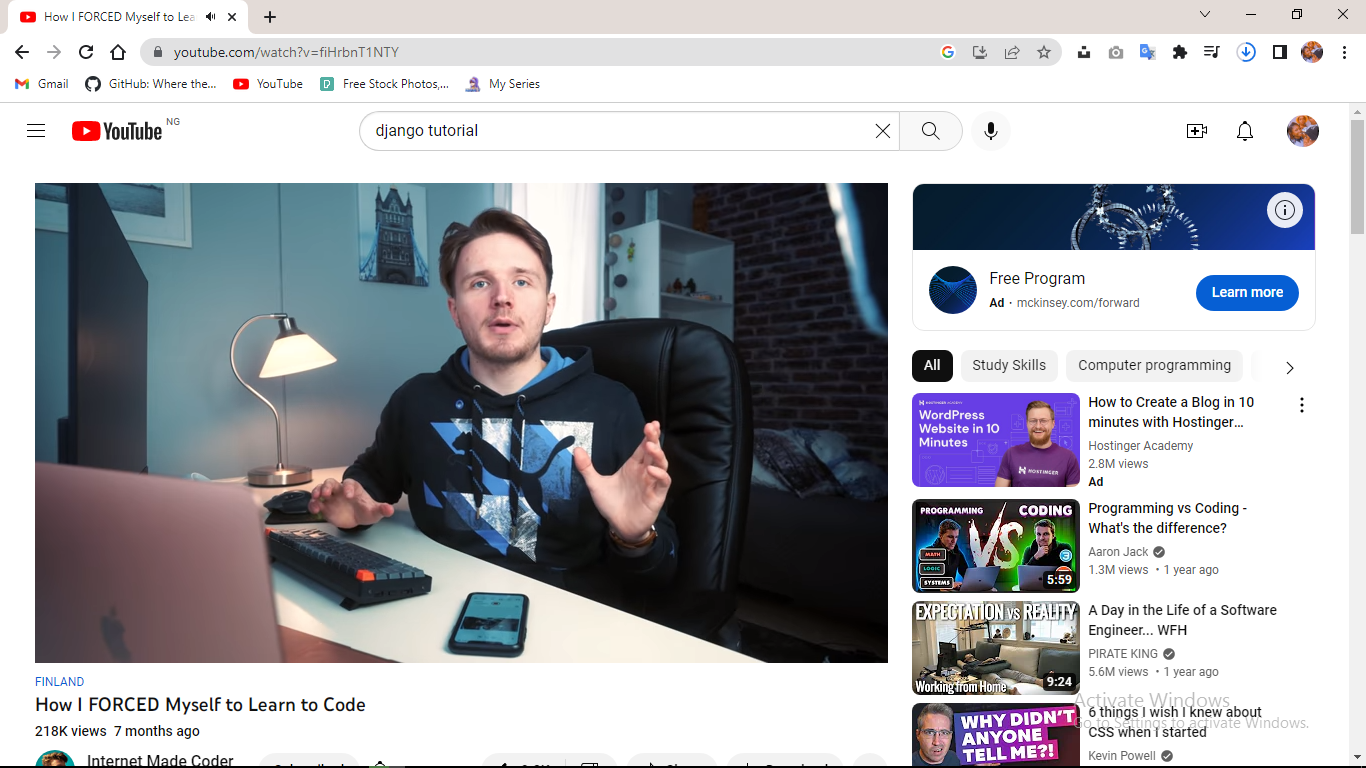 How I FORCED Myself to Lea
youtube.com/watch?v=fiHrbnT1NTY
Gmail
GitHub: Where the...
YouTube
Free Stock Photos,...
My Series
YouTube NG
django tutorial
Free Program
Ad · mckinsey.com/forward
Learn more
All
Study Skills
Computer programming
HOSTINGER ACADEMY
WordPress
Website in 10
Minutes
HOSTINGER
How to Create a Blog in 10
minutes with Hostinger...
Hostinger Academy
2.8M views
Ad
PROGRAMMING
VS
CODING
MATH
LOGIC
SYSTEMS
5:59
Programming vs Coding -
What's the difference?
Aaron Jack
1.3M views · 1 year ago
EXPECTATION vs REALITY
Working from Home
9:24
A Day in the Life of a Software
Engineer... WFH
PIRATE KING
5.6M views · 1 year ago
WHY DIDN'T
ANYONE
TELL ME?!
6 things I wish I knew about
CSS when i started
Kevin Powell
Activate Windows
Go to Settings to activate Windows.
FINLAND
How I FORCED Myself to Learn to Code
218K views 7 months ago
Internet Made Coder